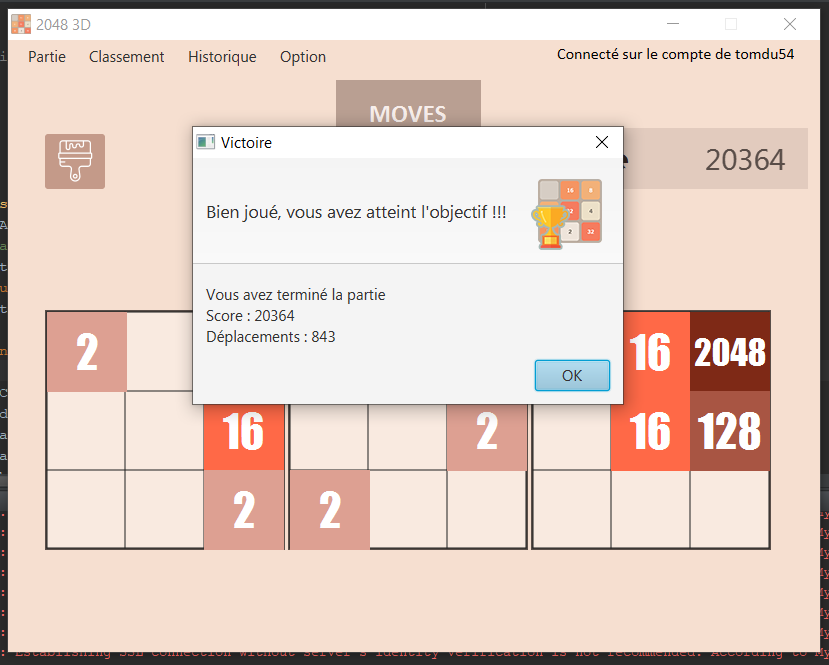 2048 3D
Partie Classement Historique Option Connecté sur le compte de tomdu54
MOVES
20364
Victoire
Bien joué, vous avez atteint l'objectif !!!
16 8
4
2 32
Vous avez terminé la partie
Score : 20364
Déplacements : 843
OK
2 16 2048
16 2 16 128
2 2
Establishing SSL connection without server's identity verification is not recommended. According to My